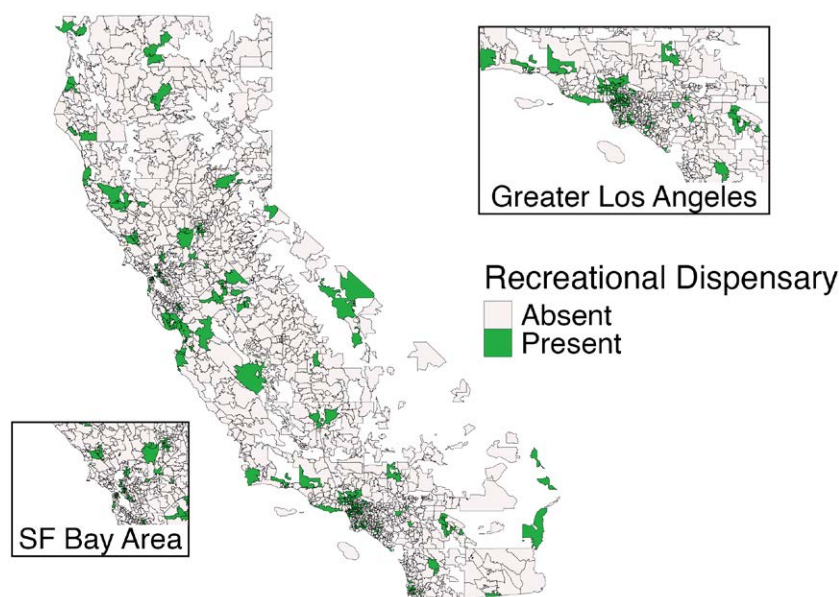 Greater Los Angeles
Recreational Dispensary
Absent
Present
SF Bay Area